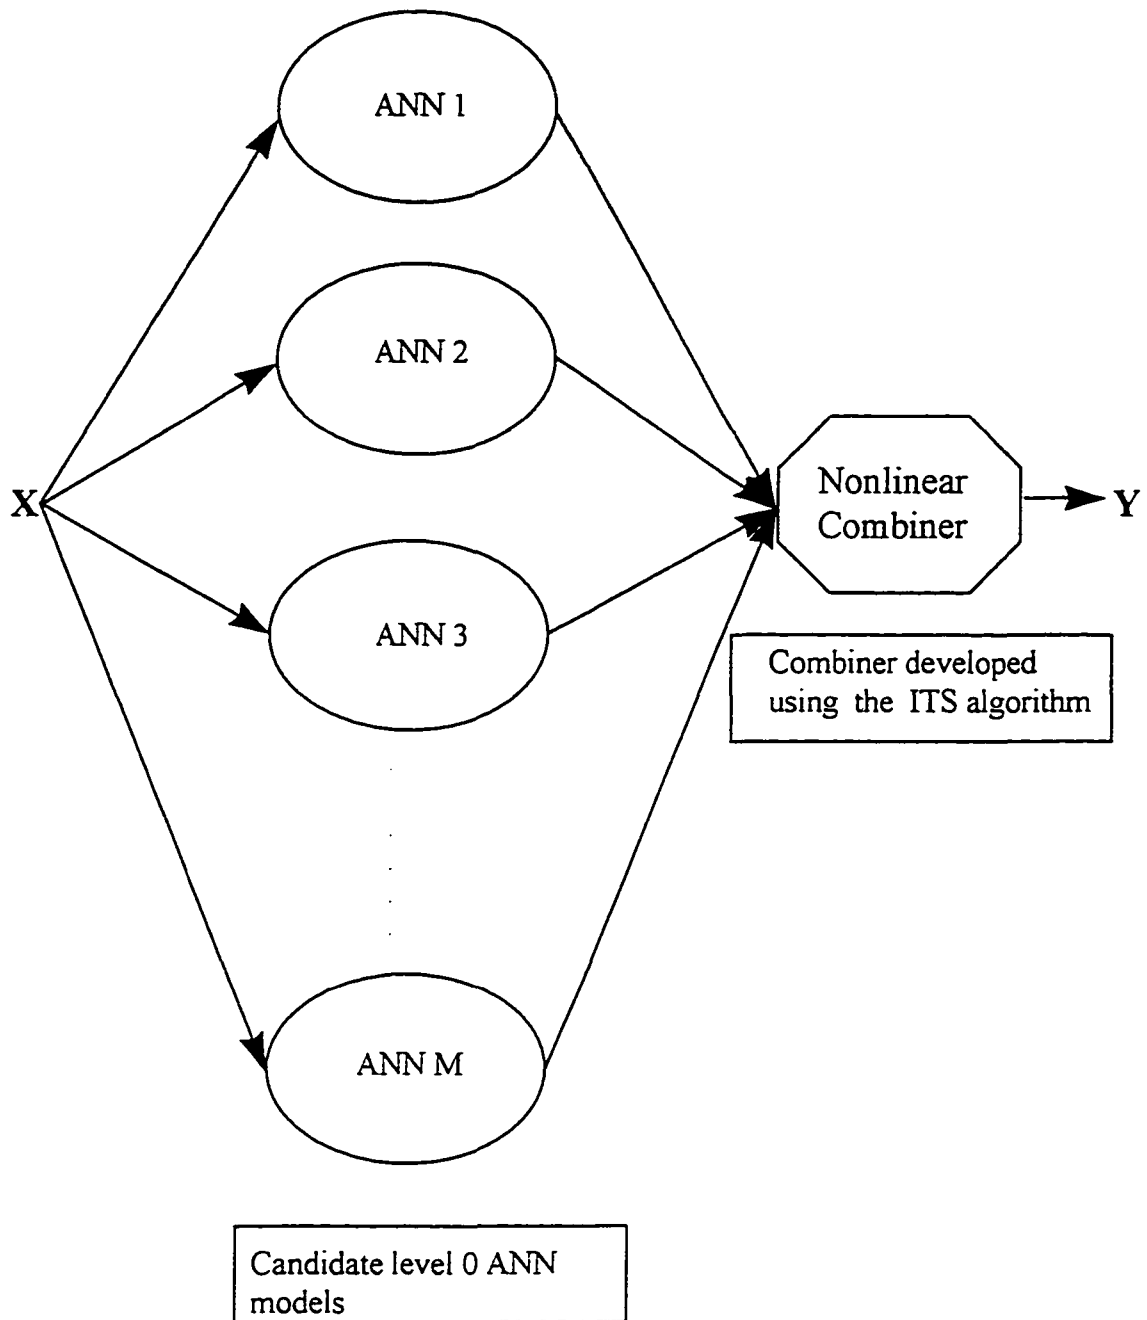 ANN 1
ANN 2
X
Nonlinear
Combiner
Y
ANN 3
Combiner developed
using the ITS algorithm
ANN M
Candidate level 0 ANN
models